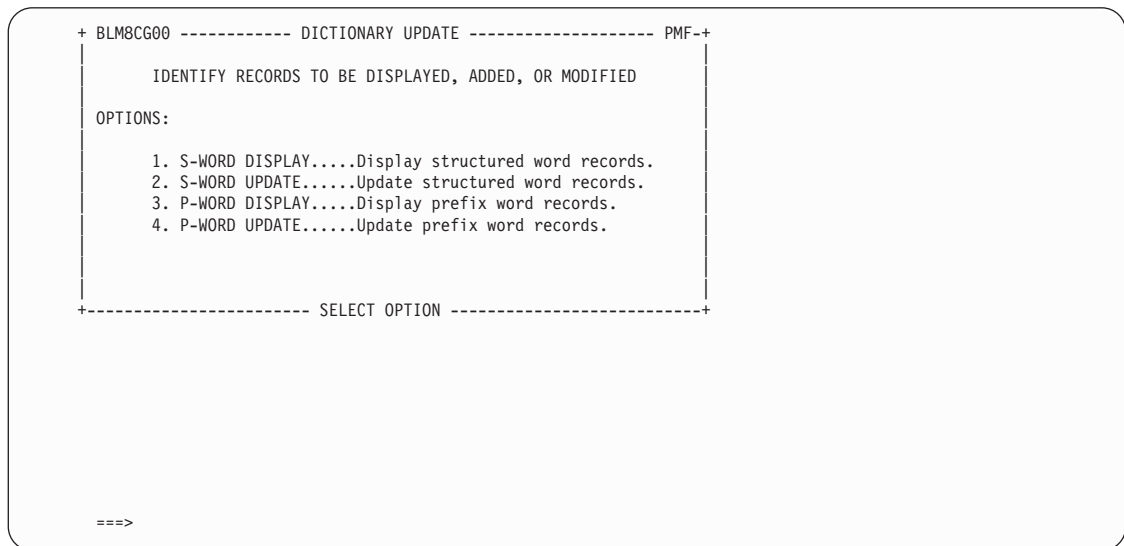 + BLM8CG00 ------------ DICTIONARY UPDATE -------------------- PMF-+
IDENTIFY RECORDS TO BE DISPLAYED, ADDED, OR MODIFIED
OPTIONS:
1. S-WORD DISPLAY.....Display structured word records.
2. S-WORD UPDATE......Update structured word records.
3. P-WORD DISPLAY.....Display prefix word records.
4. P-WORD UPDATE......Update prefix word records.
+------------------------ SELECT OPTION ---------------------------+
===>